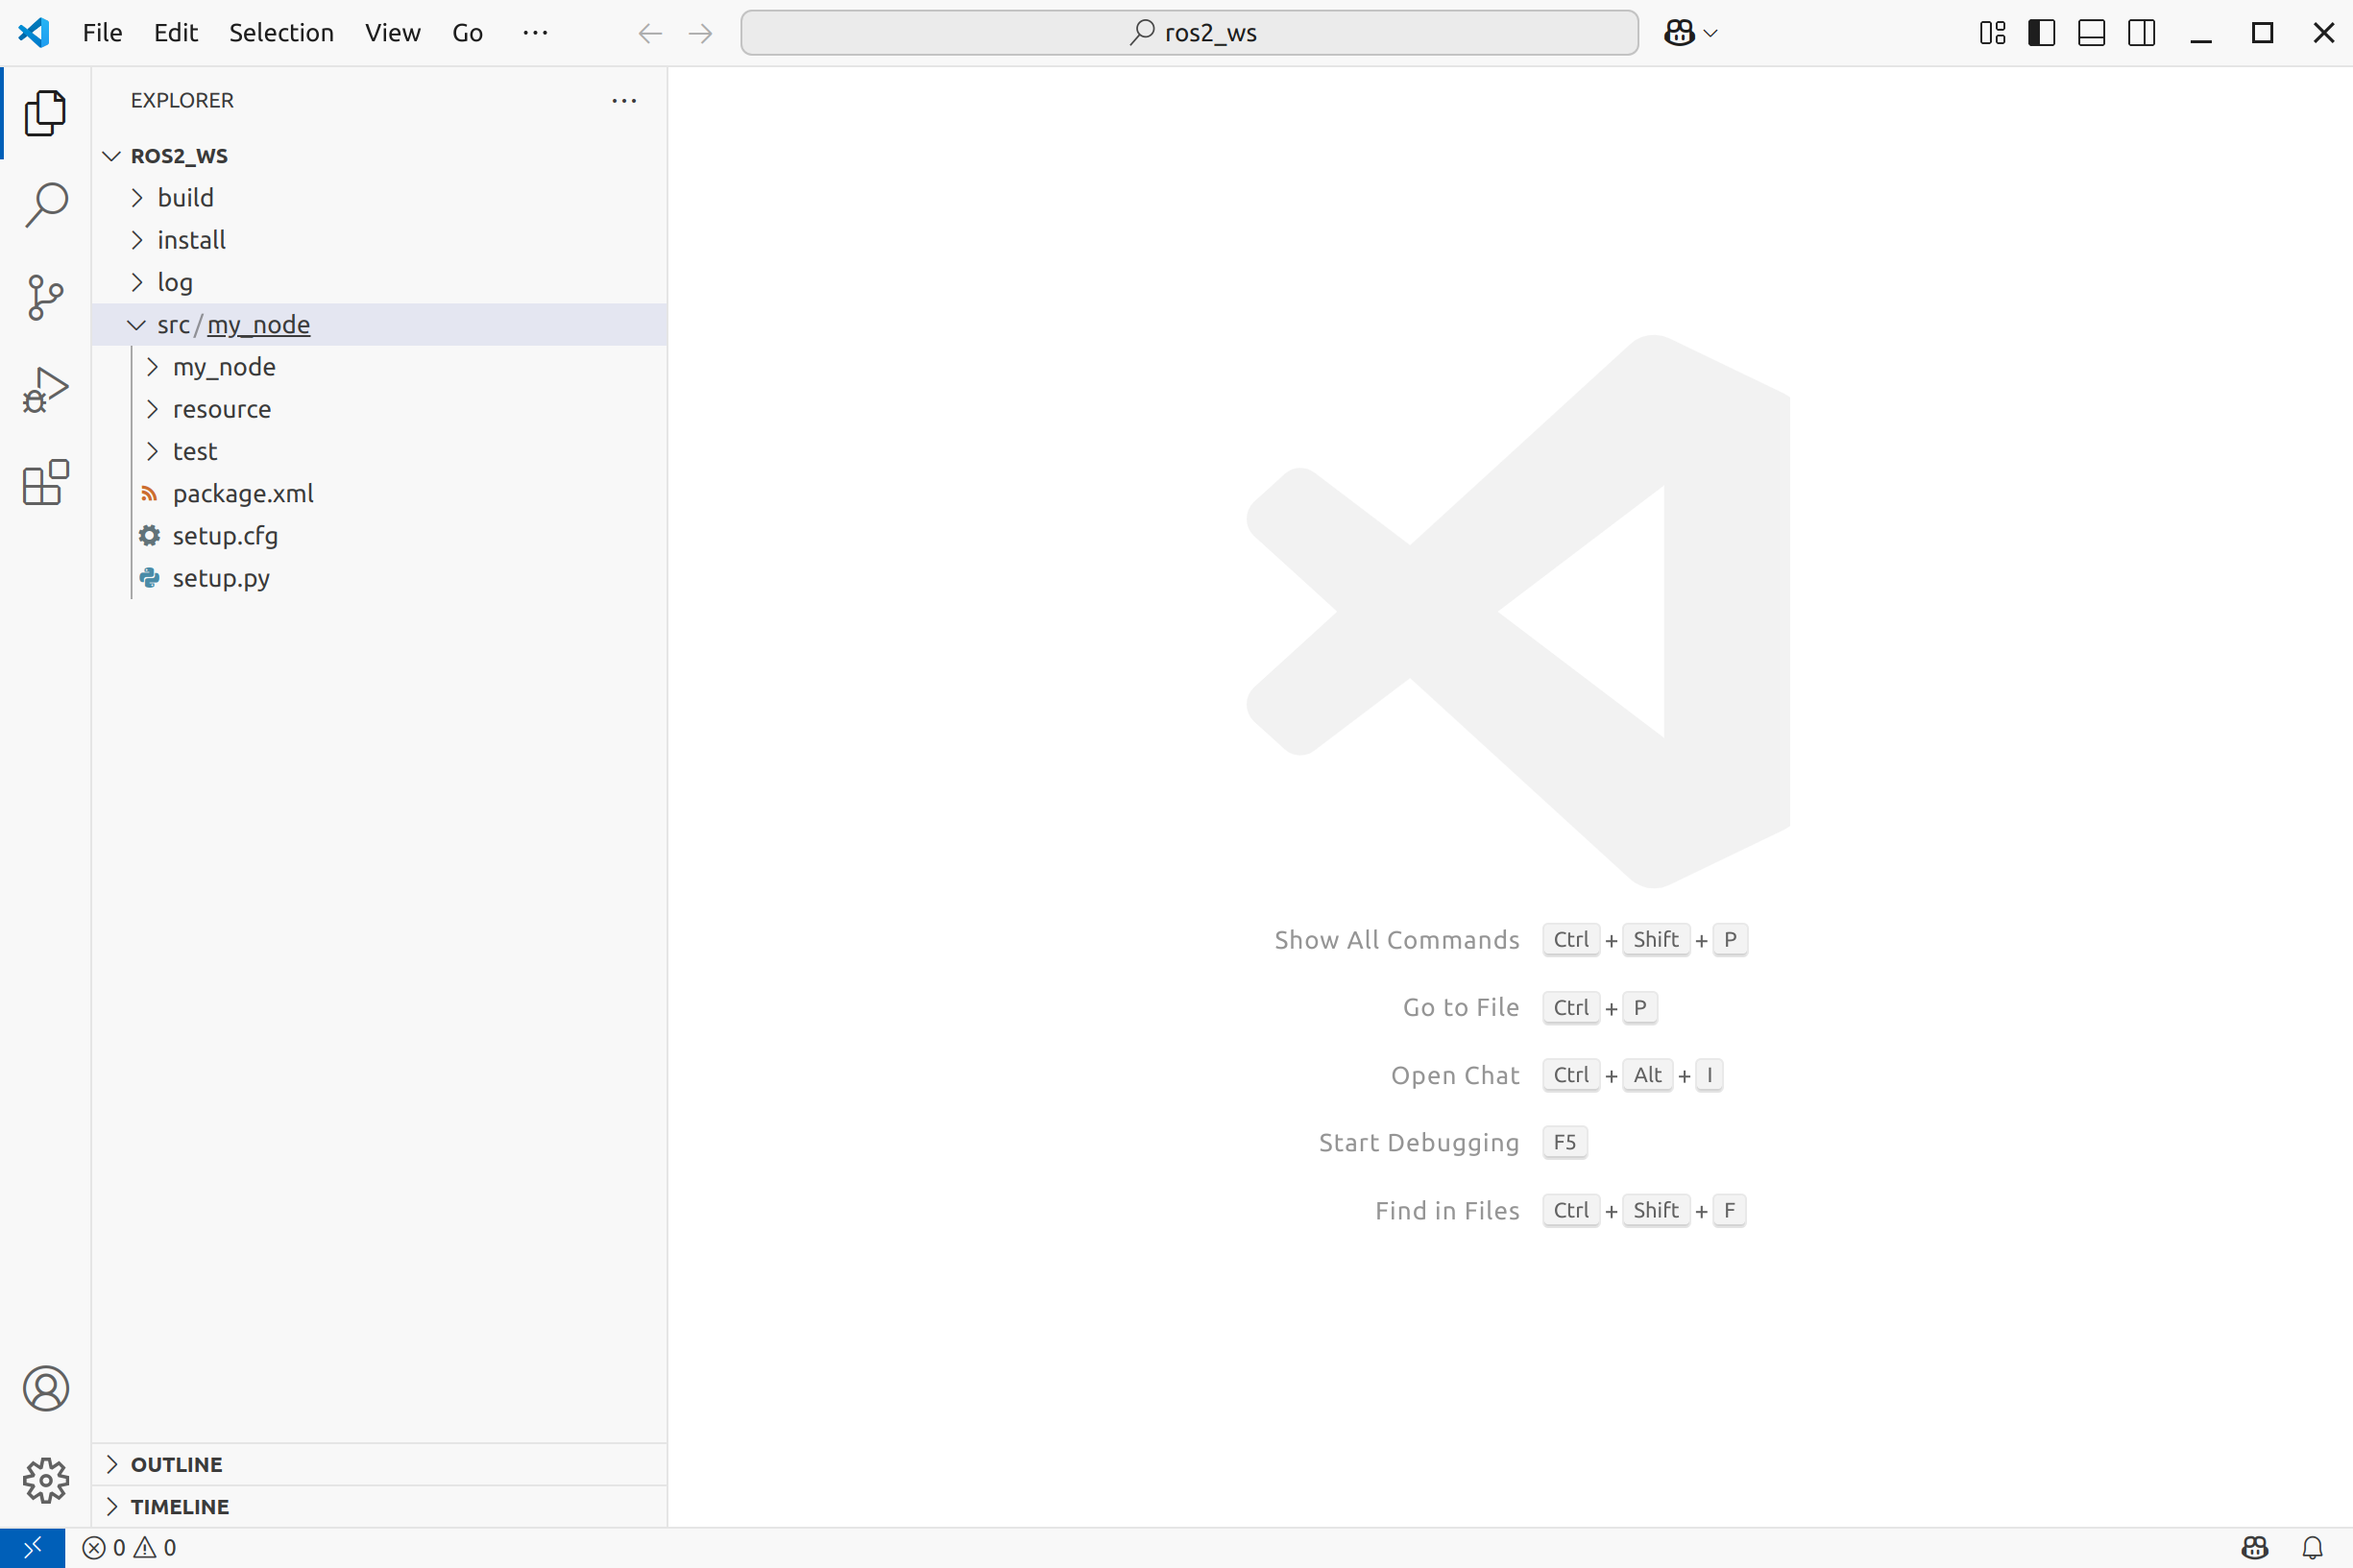 File Edit Selection View Go ··· ros2_ws
EXPLORER
ROS2_WS
build
install
log
src/my_node
my_node
resource
test
package.xml
setup.cfg
setup.py
Show All Commands Ctrl + Shift + P
Go to File Ctrl + P
Open Chat Ctrl + Alt + I
Start Debugging F5
Find in Files Ctrl + Shift + F
OUTLINE
TIMELINE
0 0